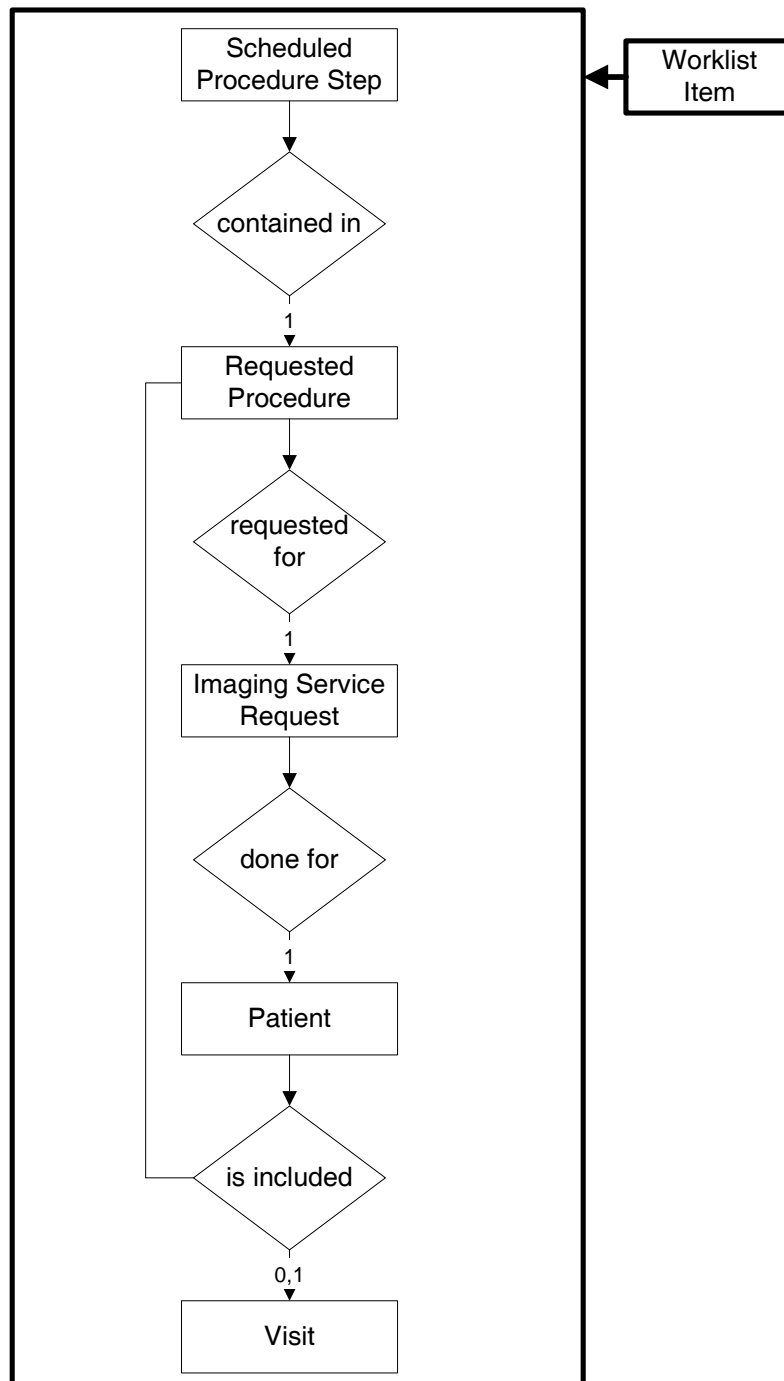 Scheduled
Procedure Step
Worklist
Item
contained in
1
Requested
Procedure
requested
for
1
Imaging Service
Request
done for
1
Patient
is included
0,1
Visit